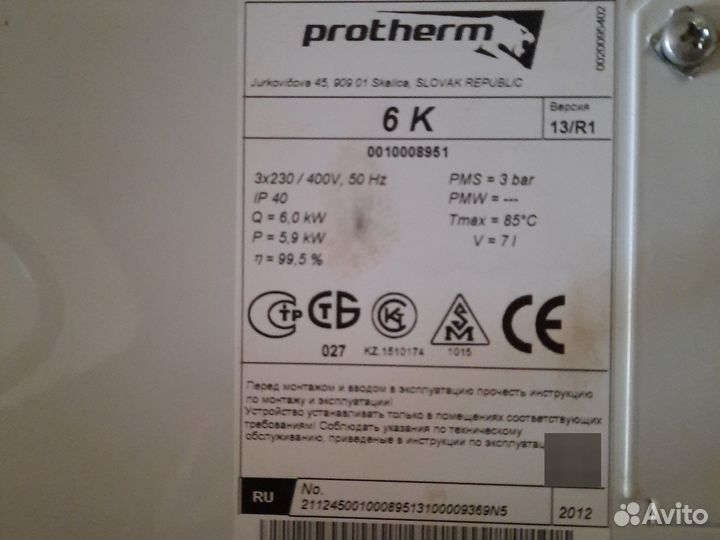 protherm
0020095402
Jurkovičova 45, 909 01 Skalica, SLOVAK REPUBLIC
6 K
Версия
13/R1
0010008951
3x230 / 400V, 50 Hz
IP 40
Q = 6,0 kW
P = 5,9 kW
η = 99,5 %
PMS = 3 bar
PMW = ---
Tmax = 85°C
V = 7 l
027
KZ.1510174
1015
CE
Перед монтажом и вводом в эксплуатацию прочесть инструкцию
по монтажу и эксплуатации!
Устройство устанавливать только в помещениях соответствующих
требованиям! Соблюдать указания по техническому
обслуживанию, приведеные в инструкции по
RU
No.
21124500100089513100009369N5
2012
Avito